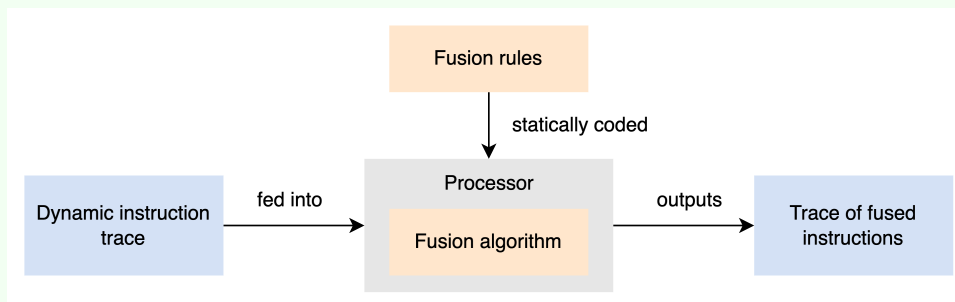 Fusion rules
statically coded
Processor
Dynamic instruction
trace
fed into
Fusion algorithm
outputs
Trace of fused
instructions